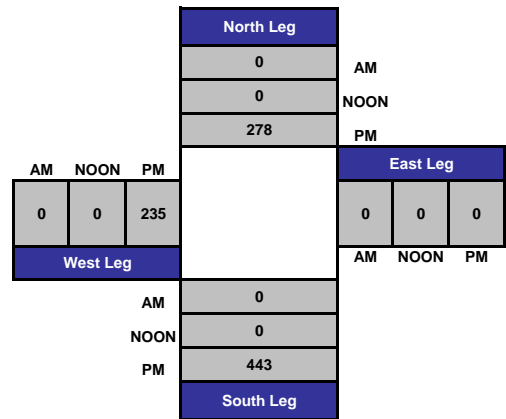 North Leg
0 AM
0 NOON
278 PM
AM NOON PM
East Leg
0 0 235
0 0 0
West Leg
AM NOON PM
AM 0
NOON 0
PM 443
South Leg